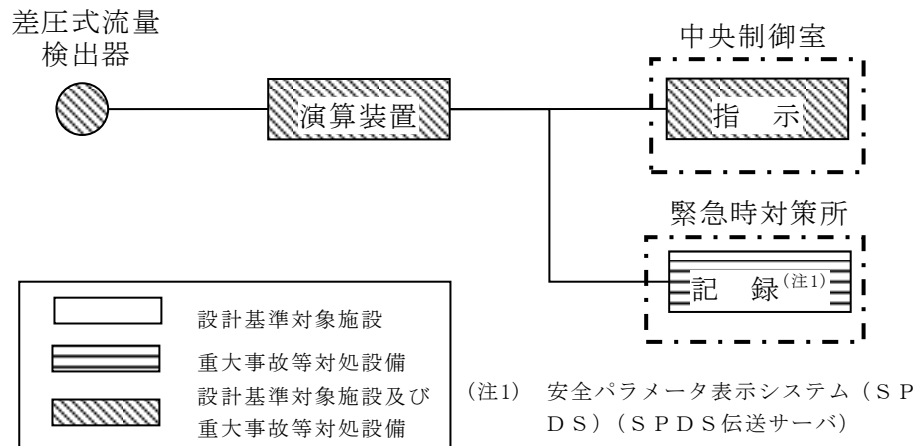 差圧式流量
検出器
演算装置
中央制御室
指　示
緊急時対策所
記　録(注1)
設計基準対象施設
重大事故等対処設備
設計基準対象施設及び
重大事故等対処設備
(注1)　安全パラメータ表示システム（ＳＰ
ＤＳ）（ＳＰＤＳ伝送サーバ）